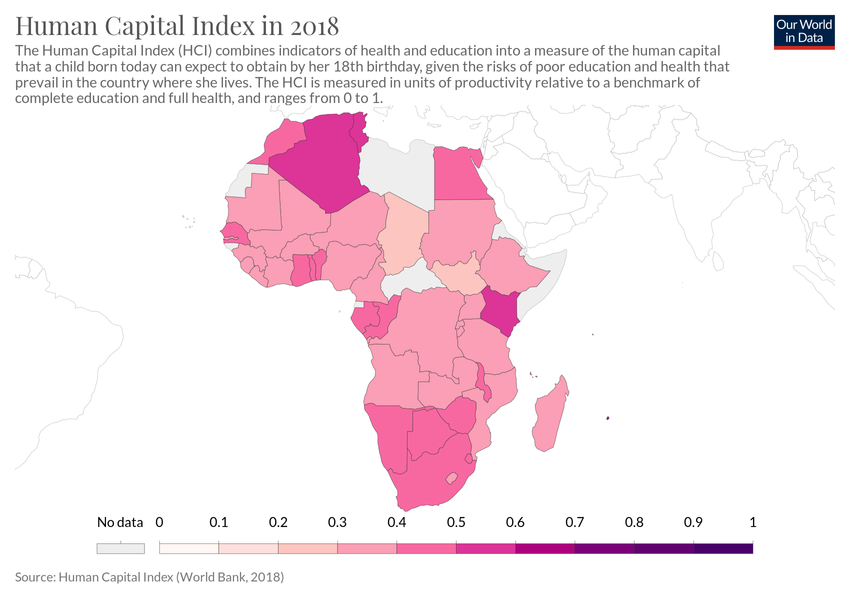 Human Capital Index in 2018
Our World
in Data
The Human Capital Index (HCI) combines indicators of health and education into a measure of the human capital
that a child born today can expect to obtain by her 18th birthday, given the risks of poor education and health that
prevail in the country where she lives. The HCI is measured in units of productivity relative to a benchmark of
complete education and full health, and ranges from 0 to 1.
No data 0 0.1 0.2 0.3 0.4 0.5 0.6 0.7 0.8 0.9 1
Source: Human Capital Index (World Bank, 2018)